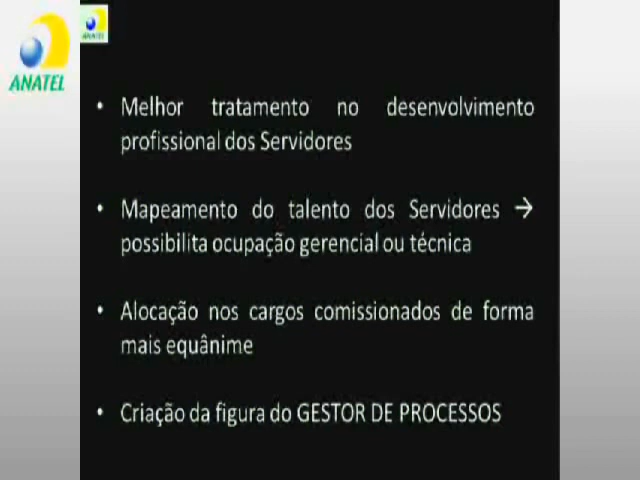 ANATEL
ANATEL
• Melhor tratamento no desenvolvimento
profissional dos Servidores
• Mapeamento do talento dos Servidores →
possibilita ocupação gerencial ou técnica
• Alocação nos cargos comissionados de forma
mais equânime
• Criação da figura do GESTOR DE PROCESSOS